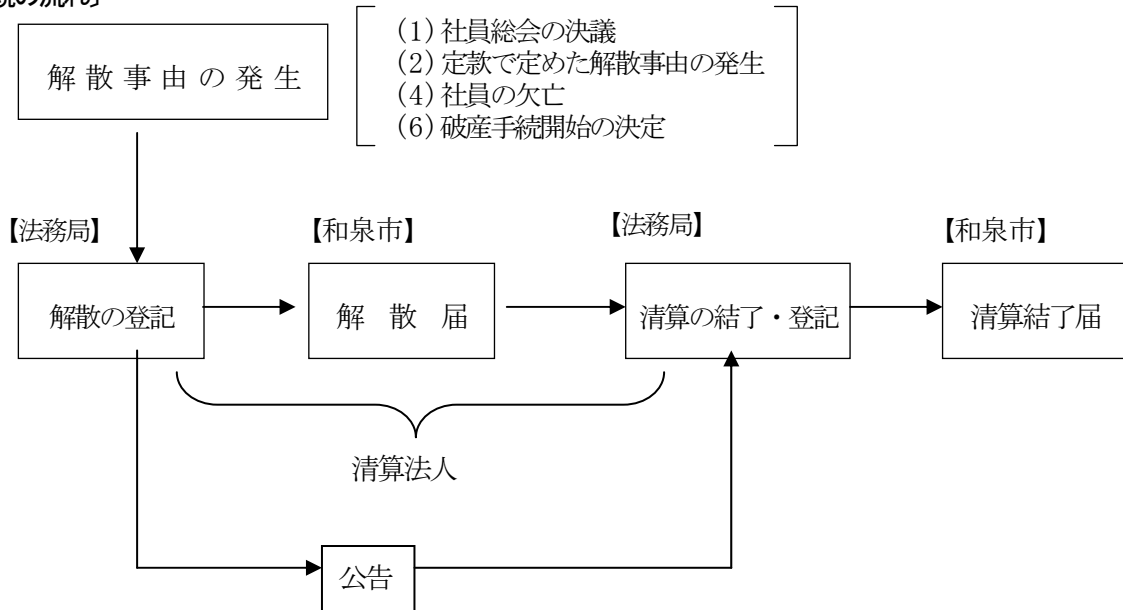 続の流れ」
解散事由の発生
(1)社員総会の決議
(2)定款で定めた解散事由の発生
(4)社員の欠亡
(6)破産手続開始の決定
【法務局】
【和泉市】
【法務局】
【和泉市】
解散の登記
解散届
清算の結了・登記
清算結了届
清算法人
公告